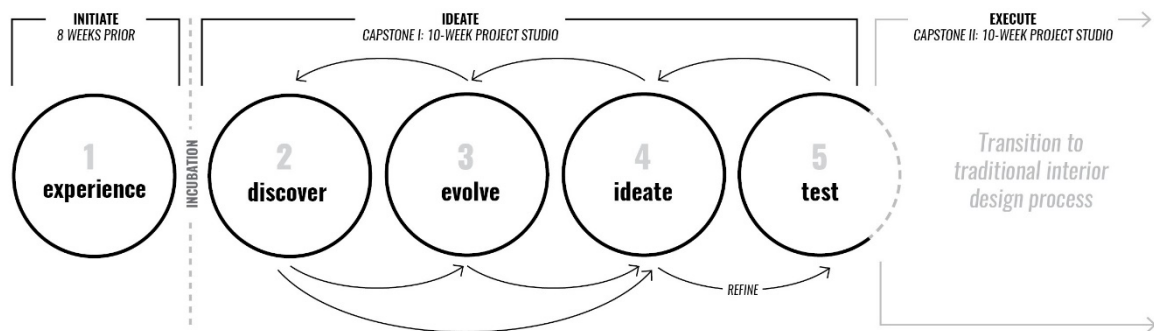 INITIATE
8 WEEKS PRIOR
IDEATE
CAPSTONE I: 10-WEEK PROJECT STUDIO
EXECUTE
CAPSTONE II: 10-WEEK PROJECT STUDIO
1
experience
INCUBATION
2
discover
3
evolve
4
ideate
5
test
Transition to
traditional interior
design process
REFINE